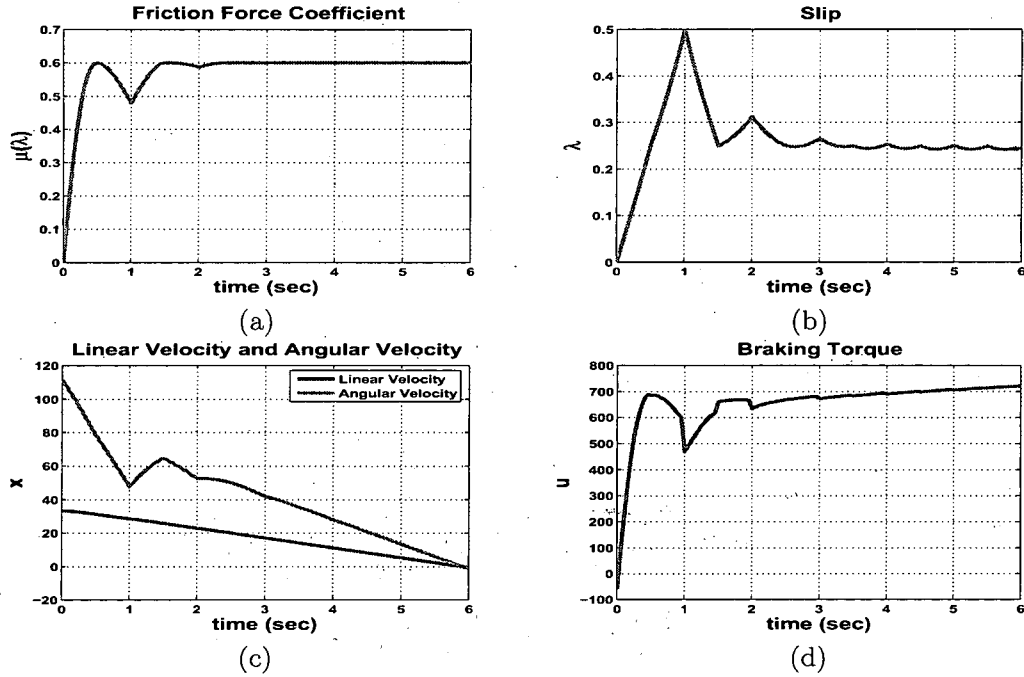 Friction Force Coefficient
0.7
0.6
0.5
0.4
0.3
0.2
0.1
0
μ(λ)
0 1 2 3 4 5 6
time (sec)
(a)
Slip
0.5
0.4
0.3
0.2
0.1
0
λ
0 1 2 3 4 5 6
time (sec)
(b)
Linear Velocity and Angular Velocity
120
100
80
60
40
20
0
−20
x
Linear Velocity
Angular Velocity
0 1 2 3 4 5 6
time (sec)
(c)
Braking Torque
800
700
600
500
400
300
200
100
0
−100
u
0 1 2 3 4 5 6
time (sec)
(d)